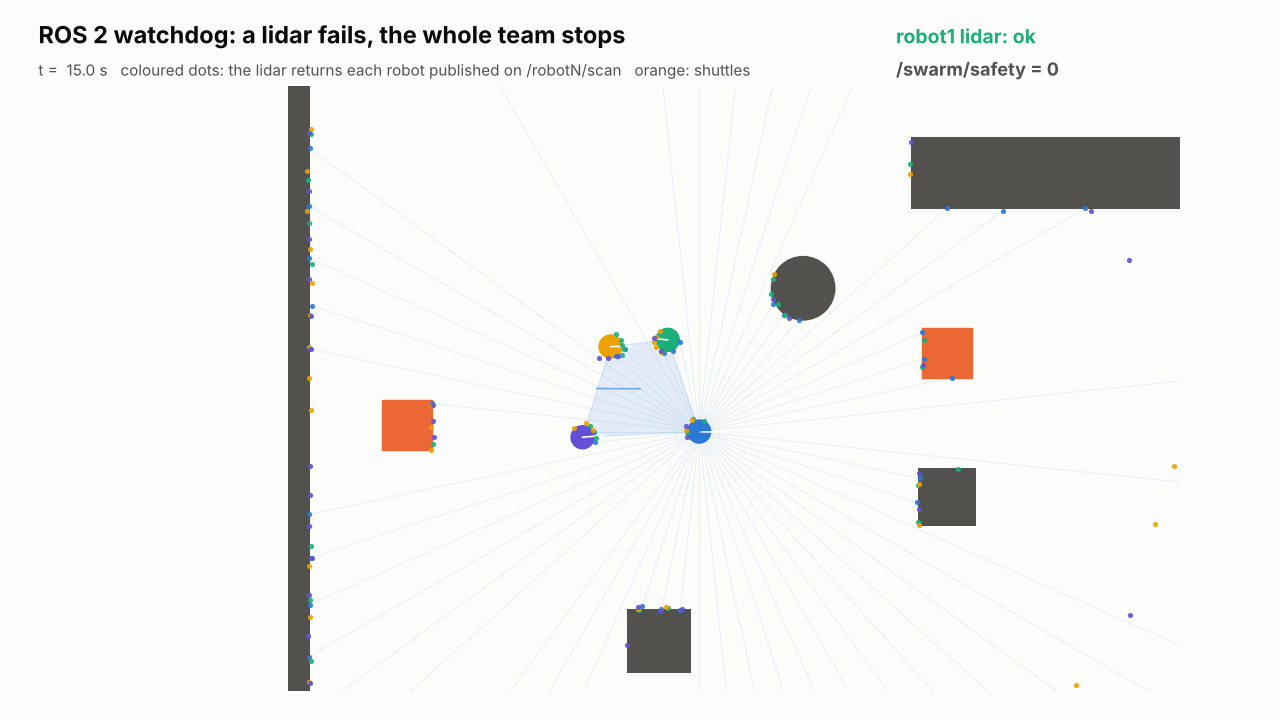 ROS 2 watchdog: a lidar fails, the whole team stops
robot1 lidar: ok
t =  15.0 s   coloured dots: the lidar returns each robot published on /robotN/scan   orange: shuttles
/swarm/safety = 0